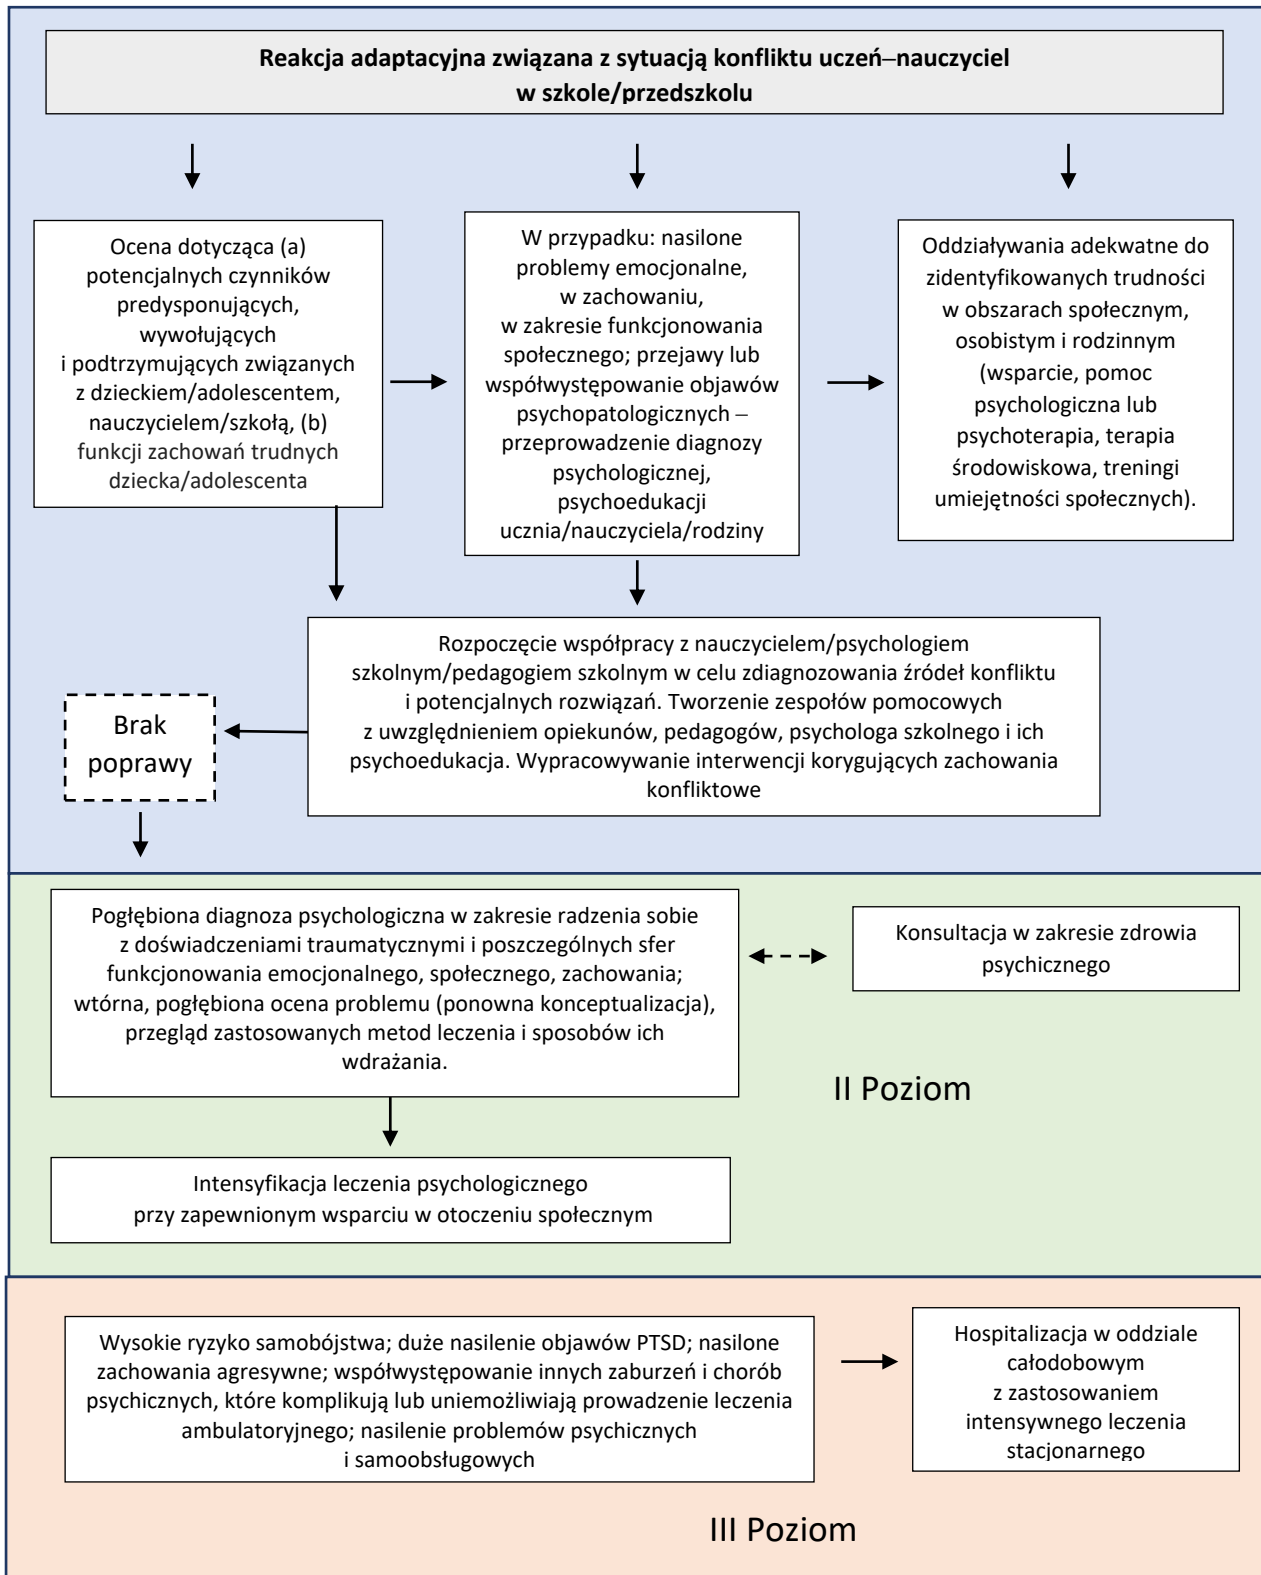 Reakcja adaptacyjna związana z sytuacją konfliktu uczeń–nauczyciel
w szkole/przedszkolu
Ocena dotycząca (a)
potencjalnych czynników
predysponujących,
wywołujących
i podtrzymujących związanych
z dzieckiem/adolescentem,
nauczycielem/szkołą, (b)
funkcji zachowań trudnych
dziecka/adolescenta
W przypadku: nasilone
problemy emocjonalne,
w zachowaniu,
w zakresie funkcjonowania
społecznego; przejawy lub
współwystępowanie objawów
psychopatologicznych –
przeprowadzenie diagnozy
psychologicznej,
psychoedukacji
ucznia/nauczyciela/rodziny
Oddziaływania adekwatne do
zidentyfikowanych trudności
w obszarach społecznym,
osobistym i rodzinnym
(wsparcie, pomoc
psychologiczna lub
psychoterapia, terapia
środowiskowa, treningi
umiejętności społecznych).
Rozpoczęcie współpracy z nauczycielem/psychologiem
szkolnym/pedagogiem szkolnym w celu zdiagnozowania źródeł konfliktu
i potencjalnych rozwiązań. Tworzenie zespołów pomocowych
z uwzględnieniem opiekunów, pedagogów, psychologa szkolnego i ich
psychoedukacja. Wypracowywanie interwencji korygujących zachowania
konfliktowe
Brak
poprawy
Pogłębiona diagnoza psychologiczna w zakresie radzenia sobie
z doświadczeniami traumatycznymi i poszczególnych sfer
funkcjonowania emocjonalnego, społecznego, zachowania;
wtórna, pogłębiona ocena problemu (ponowna konceptualizacja),
przegląd zastosowanych metod leczenia i sposobów ich
wdrażania.
Konsultacja w zakresie zdrowia
psychicznego
II Poziom
Intensyfikacja leczenia psychologicznego
przy zapewnionym wsparciu w otoczeniu społecznym
Wysokie ryzyko samobójstwa; duże nasilenie objawów PTSD; nasilone
zachowania agresywne; współwystępowanie innych zaburzeń i chorób
psychicznych, które komplikują lub uniemożliwiają prowadzenie leczenia
ambulatoryjnego; nasilenie problemów psychicznych
i samoobsługowych
Hospitalizacja w oddziale
całodobowym
z zastosowaniem
intensywnego leczenia
stacjonarnego
III Poziom